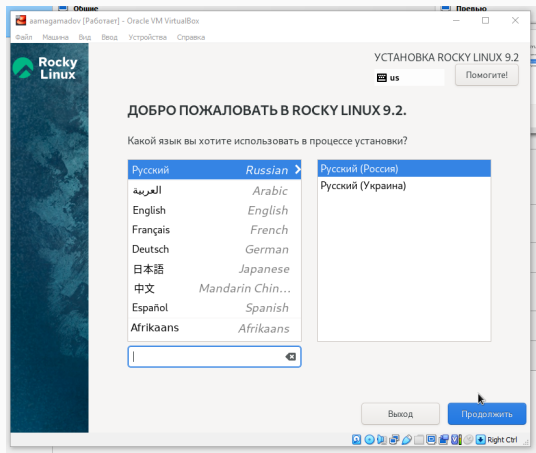 Общие
Превью
aamagamadov [Работает] - Oracle VM VirtualBox
Файл Машина Вид Ввод Устройства Справка
Rocky
Linux
УСТАНОВКА ROCKY LINUX 9.2
us
Помогите!
ДОБРО ПОЖАЛОВАТЬ В ROCKY LINUX 9.2.
Какой язык вы хотите использовать в процессе установки?
Русский Russian
العربية Arabic
English English
Français French
Deutsch German
日本語 Japanese
中文 Mandarin Chin...
Español Spanish
Afrikaans Afrikaans
Русский (Россия)
Русский (Украина)
Выход
Продолжить
Right Ctrl